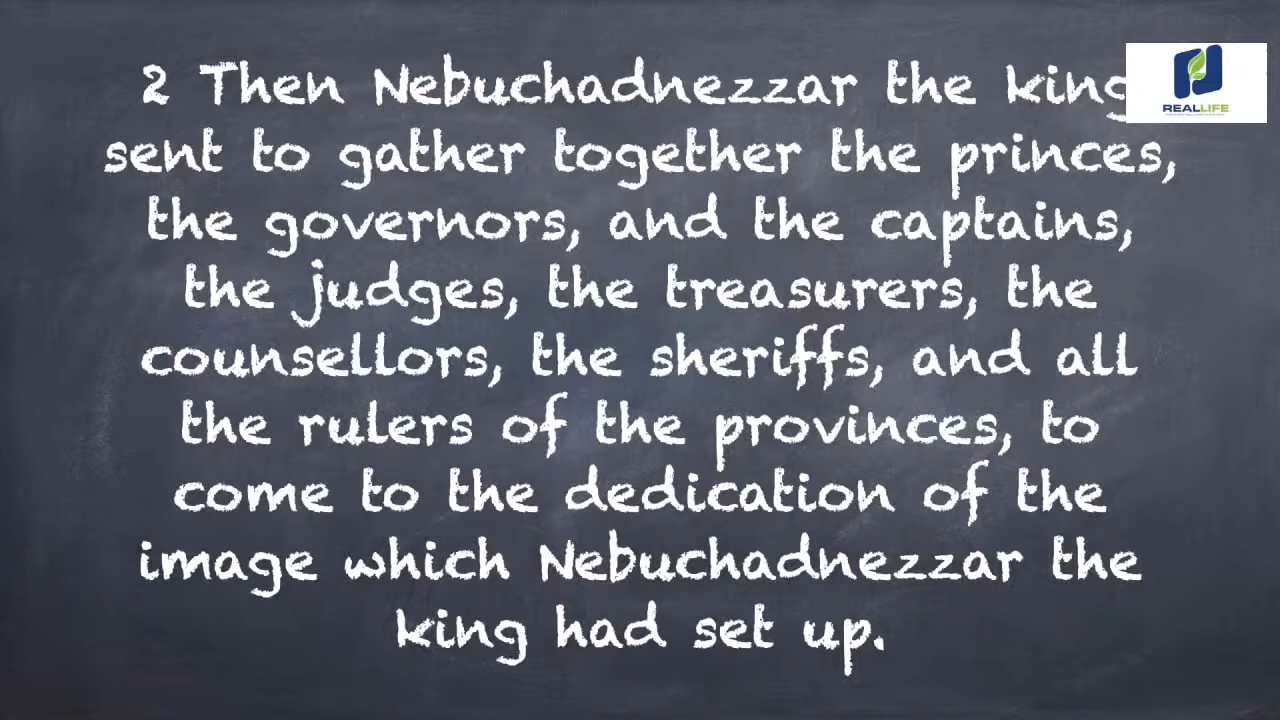 2 Then Nebuchadnezzar the king
sent to gather together the princes,
the governors, and the captains,
the judges, the treasurers, the
counsellors, the sheriffs, and all
the rulers of the provinces, to
come to the dedication of the
image which Nebuchadnezzar the
king had set up.
REALLIFE